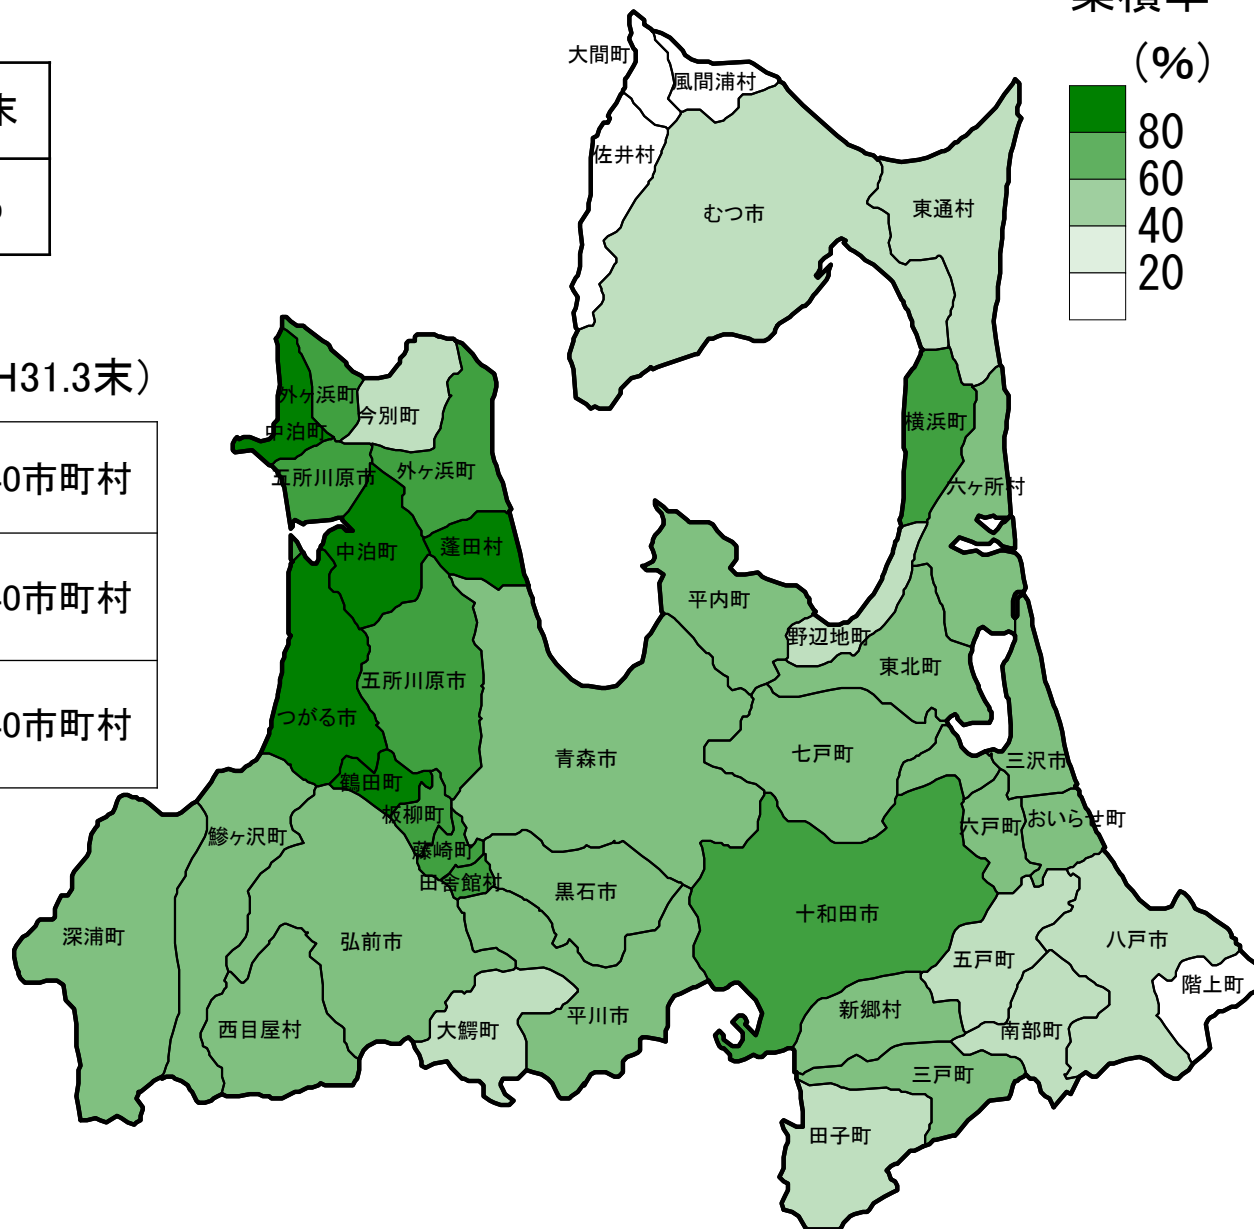 (%)
80
60
40
20
末
H31.3末)
0市町村
0市町村
0市町村
大間町
風間浦村
佐井村
むつ市
東通村
外ヶ浜町
今別町
中泊町
五所川原市
外ヶ浜町
横浜町
六ヶ所村
中泊町
蓬田村
平内町
野辺地町
東北町
五所川原市
つがる市
青森市
七戸町
三沢市
鶴田町
板柳町
六戸町
おいらせ町
鰺ヶ沢町
藤崎町
田舎館村
黒石市
十和田市
深浦町
弘前市
八戸市
五戸町
階上町
新郷村
西目屋村
大鰐町
平川市
南部町
三戸町
田子町